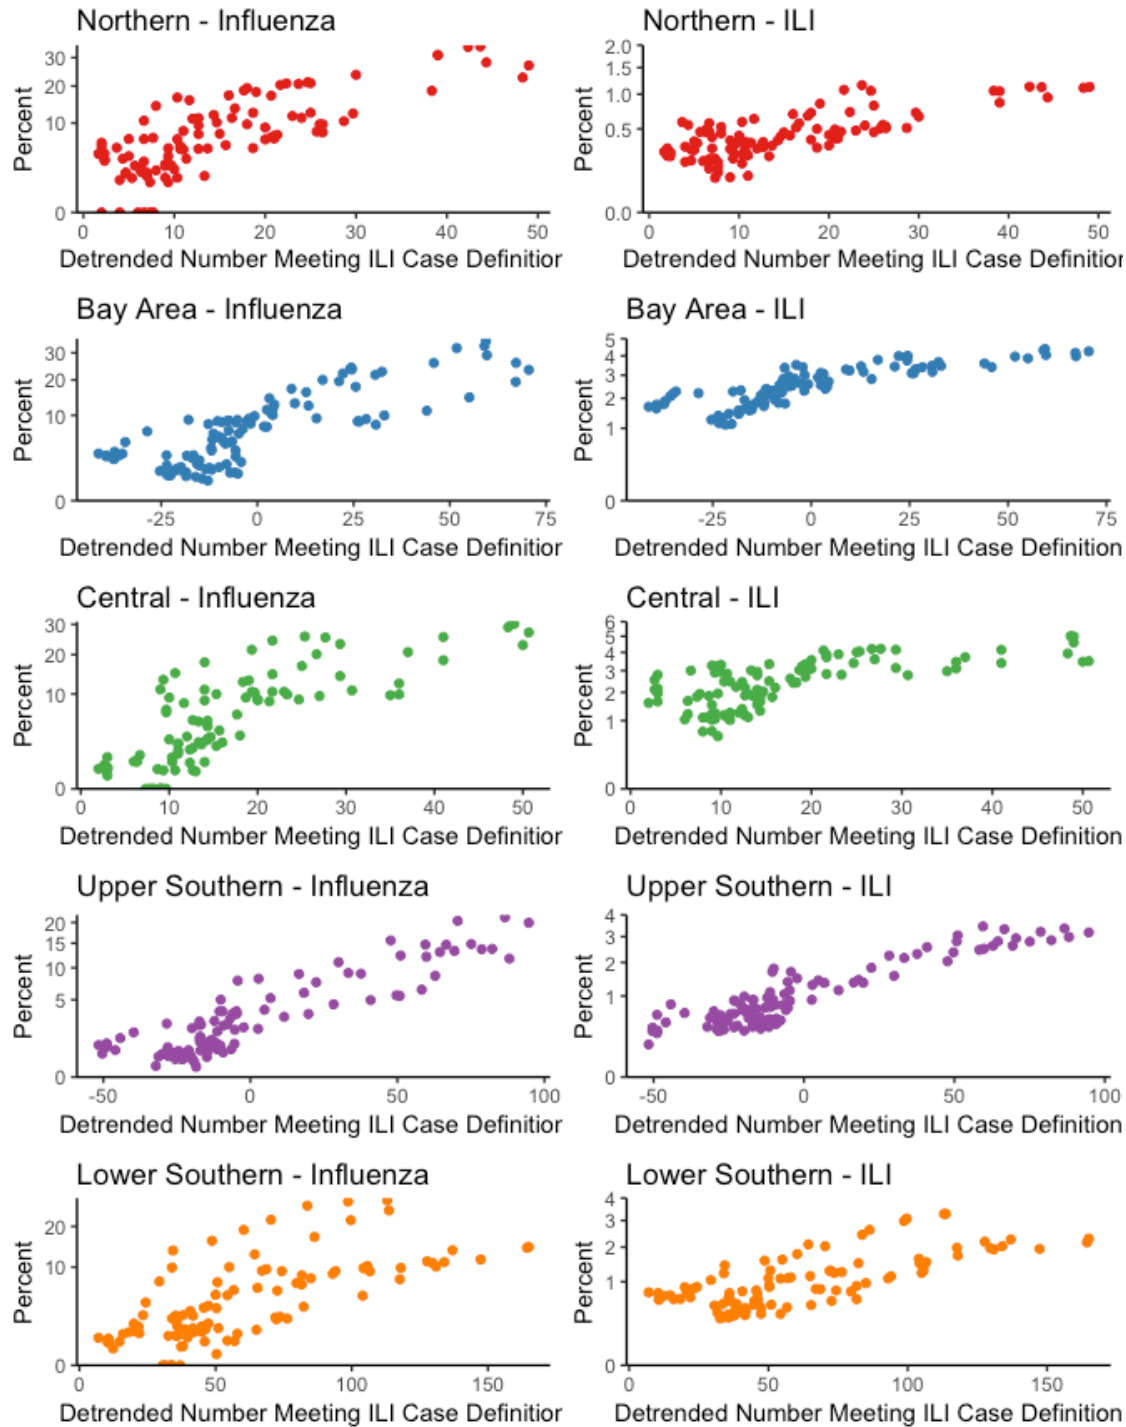 Northern - Influenza
Northern - ILI
Percent
30
20
10
0
0 10 20 30 40 50
Detrended Number Meeting ILI Case Definition
Percent
2.0
1.5
1.0
0.5
0.0
0 10 20 30 40 50
Detrended Number Meeting ILI Case Definition
Bay Area - Influenza
Bay Area - ILI
Percent
30
20
10
0
-25 0 25 50 75
Detrended Number Meeting ILI Case Definition
Percent
5
4
3
2
1
0
-25 0 25 50 75
Detrended Number Meeting ILI Case Definition
Central - Influenza
Central - ILI
Percent
30
20
10
0
0 10 20 30 40 50
Detrended Number Meeting ILI Case Definition
Percent
6
5
4
3
2
1
0
0 10 20 30 40 50
Detrended Number Meeting ILI Case Definition
Upper Southern - Influenza
Upper Southern - ILI
Percent
20
15
10
5
0
-50 0 50 100
Detrended Number Meeting ILI Case Definition
Percent
4
3
2
1
0
-50 0 50 100
Detrended Number Meeting ILI Case Definition
Lower Southern - Influenza
Lower Southern - ILI
Percent
20
10
0
0 50 100 150
Detrended Number Meeting ILI Case Definition
Percent
4
3
2
1
0
0 50 100 150
Detrended Number Meeting ILI Case Definition